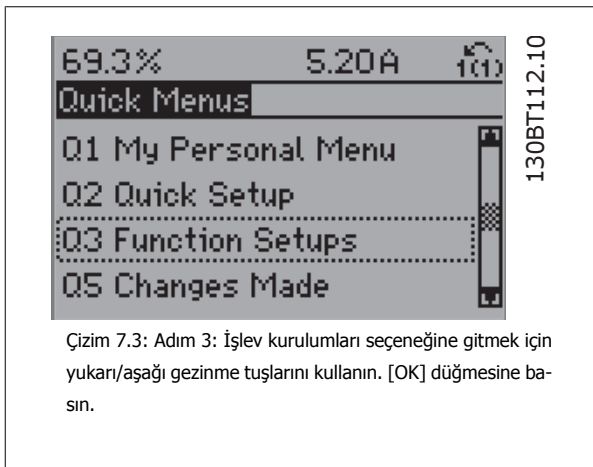 69.3% 5.20A 1(1)
Quick Menus
Q1 My Personal Menu
Q2 Quick Setup
Q3 Function Setups
Q5 Changes Made
130BT112.10
Çizim 7.3: Adım 3: İşlev kurulumları seçeneğine gitmek için
yukarı/aşağı gezinme tuşlarını kullanın. [OK] düğmesine ba-
sın.